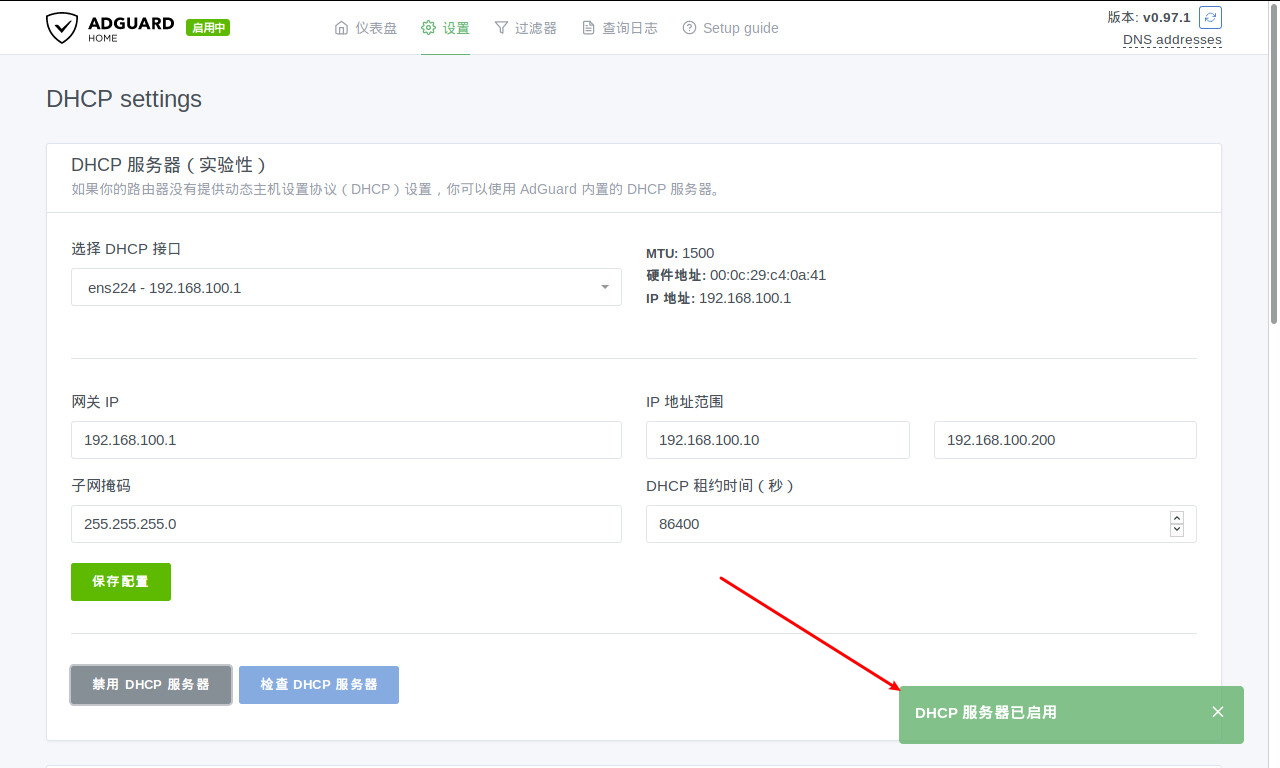 ADGUARD
HOME
启用中
仪表盘
设置
过滤器
查询日志
Setup guide
版本: v0.97.1
DNS addresses
DHCP settings
DHCP 服务器（实验性）
如果你的路由器没有提供动态主机设置协议（DHCP）设置，你可以使用 AdGuard 内置的 DHCP 服务器。
选择 DHCP 接口
ens224 - 192.168.100.1
MTU: 1500
硬件地址: 00:0c:29:c4:0a:41
IP 地址: 192.168.100.1
网关 IP
192.168.100.1
IP 地址范围
192.168.100.10
192.168.100.200
子网掩码
255.255.255.0
DHCP 租约时间（秒）
86400
保存配置
禁用 DHCP 服务器
检查 DHCP 服务器
DHCP 服务器已启用